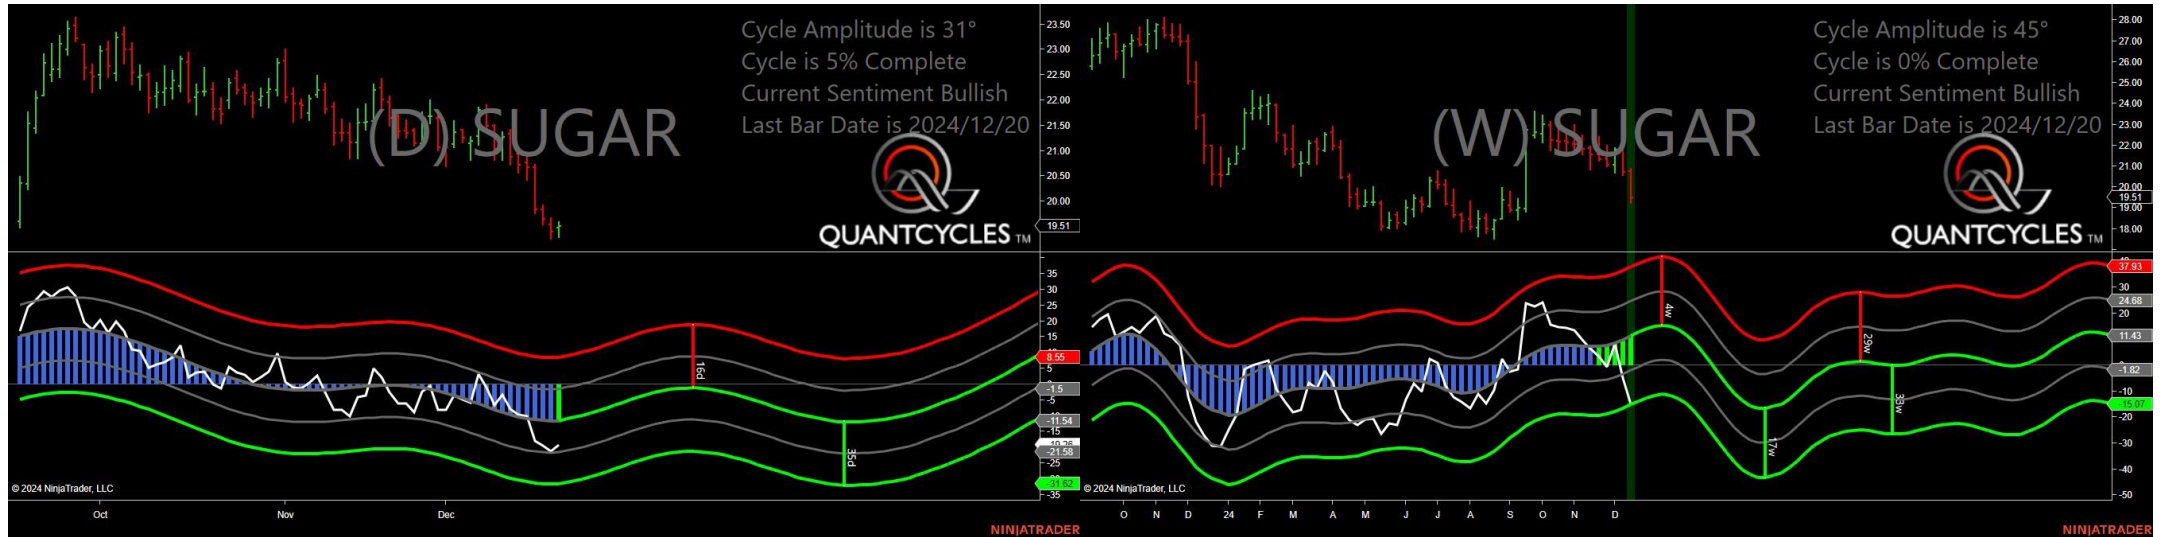 Cycle Amplitude is 31°
Cycle is 5% Complete
Current Sentiment Bullish
Last Bar Date is 2024/12/20
(D) SUGAR
QUANTCYCLES TM
23.50
23.00
22.50
22.00
21.50
21.00
20.50
20.00
19.51
35
30
25
20
15
8.55
5
-1.5
-5
-11.54
-15
-19.26
-21.58
-25
-31.62
-35
16d
35d
© 2024 NinjaTrader, LLC
Oct
Nov
Dec
NINJATRADER
Cycle Amplitude is 45°
Cycle is 0% Complete
Current Sentiment Bullish
Last Bar Date is 2024/12/20
(W) SUGAR
QUANTCYCLES TM
28.00
27.00
26.00
25.00
24.00
23.00
22.00
21.00
20.00
19.51
19.00
18.00
37.93
30
24.68
20
11.43
-1.82
-10
-15.07
-20
-30
-40
-50
4w
29w
17w
33w
© 2024 NinjaTrader, LLC
O N D 24 F M A M J J A S O N D
NINJATRADER